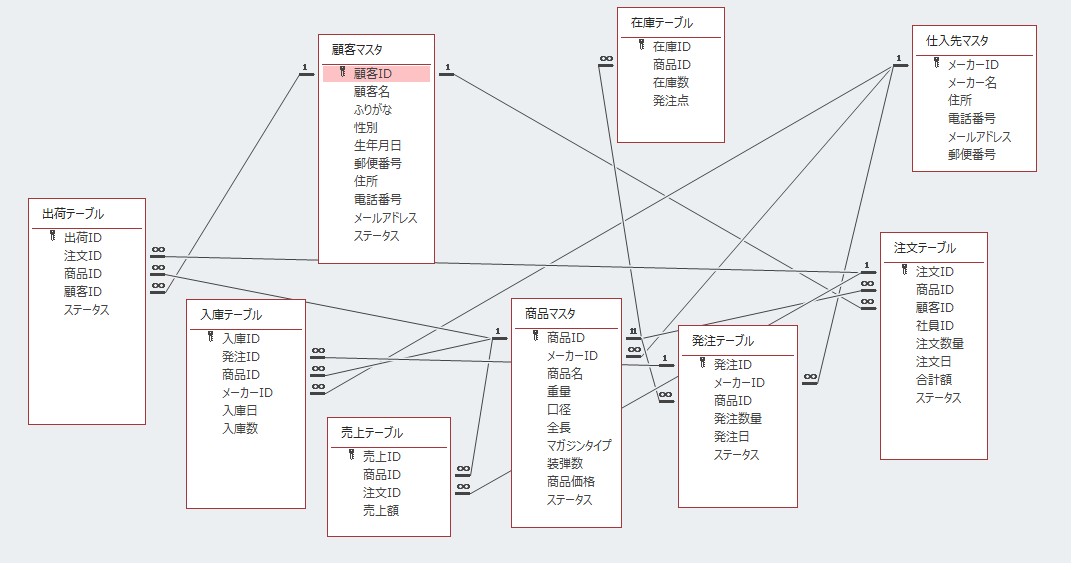 顧客マスタ
顧客ID
顧客名
ふりがな
性別
生年月日
郵便番号
住所
電話番号
メールアドレス
ステータス
在庫テーブル
在庫ID
商品ID
在庫数
発注点
仕入先マスタ
メーカーID
メーカー名
住所
電話番号
メールアドレス
郵便番号
出荷テーブル
出荷ID
注文ID
商品ID
顧客ID
ステータス
入庫テーブル
入庫ID
発注ID
商品ID
メーカーID
入庫日
入庫数
売上テーブル
売上ID
商品ID
注文ID
売上額
商品マスタ
商品ID
メーカーID
商品名
重量
口径
全長
マガジンタイプ
装弾数
商品価格
ステータス
発注テーブル
発注ID
メーカーID
商品ID
発注数量
発注日
ステータス
注文テーブル
注文ID
商品ID
顧客ID
社員ID
注文数量
注文日
合計額
ステータス
1
1
∞
1
∞
∞
∞
∞
∞
∞
1
11
∞
1
∞
∞
1
∞
∞
∞
∞